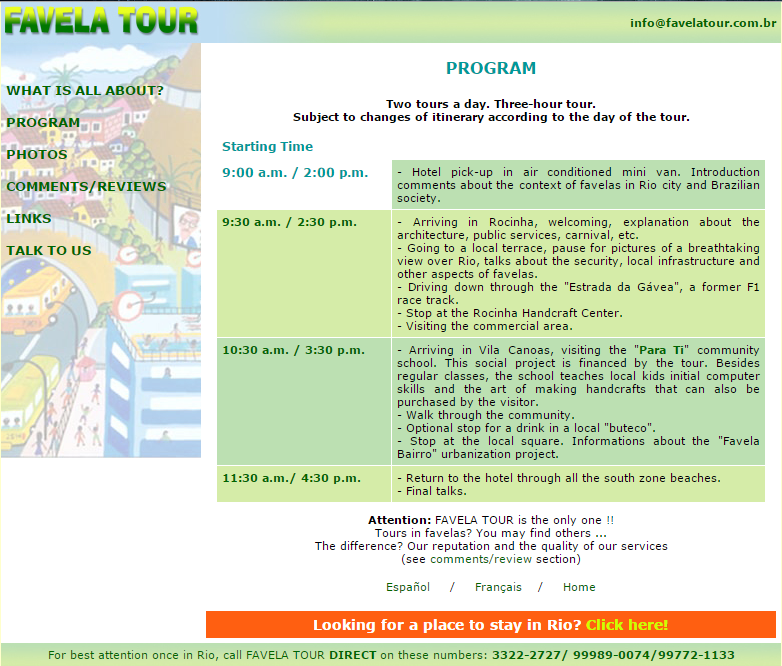 FAVELA TOUR
info@favelatour.com.br
WHAT IS ALL ABOUT?
PROGRAM
PHOTOS
COMMENTS/REVIEWS
LINKS
TALK TO US
PROGRAM
Two tours a day. Three-hour tour.
Subject to changes of itinerary according to the day of the tour.
Starting Time
9:00 a.m. / 2:00 p.m.
- Hotel pick-up in air conditioned mini van. Introduction
comments about the context of favelas in Rio city and Brazilian
society.
9:30 a.m. / 2:30 p.m.
- Arriving in Rocinha, welcoming, explanation about the
architecture, public services, carnival, etc.
- Going to a local terrace, pause for pictures of a breathtaking
view over Rio, talks about the security, local infrastructure and
other aspects of favelas.
- Driving down through the "Estrada da Gávea", a former F1
race track.
- Stop at the Rocinha Handcraft Center.
- Visiting the commercial area.
10:30 a.m. / 3:30 p.m.
- Arriving in Vila Canoas, visiting the "Para Ti" community
school. This social project is financed by the tour. Besides
regular classes, the school teaches local kids initial computer
skills and the art of making handcrafts that can also be
purchased by the visitor.
- Walk through the community.
- Optional stop for a drink in a local "buteco".
- Stop at the local square. Informations about the "Favela
Bairro" urbanization project.
11:30 a.m./ 4:30 p.m.
- Return to the hotel through all the south zone beaches.
- Final talks.
Attention: FAVELA TOUR is the only one !!
Tours in favelas? You may find others ...
The difference? Our reputation and the quality of our services
(see comments/review section)
Español / Français / Home
Looking for a place to stay in Rio? Click here!
For best attention once in Rio, call FAVELA TOUR DIRECT on these numbers: 3322-2727/ 99989-0074/99772-1133